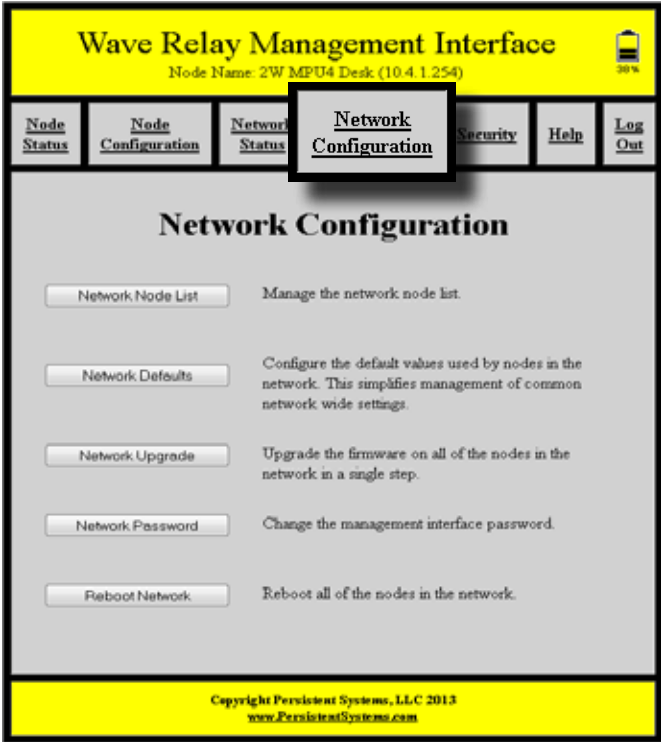 Wave Relay Management Interface
Node Name: 2W MPU4 Desk (10.4.1.254)
38%
Node
Status
Node
Configuration
Network
Status
Network
Configuration
Security
Help
Log
Out
Network Configuration
Network Node List
Manage the network node list.
Network Defaults
Configure the default values used by nodes in the
network. This simplifies management of common
network wide settings.
Network Upgrade
Upgrade the firmware on all of the nodes in the
network in a single step.
Network Password
Change the management interface password.
Reboot Network
Reboot all of the nodes in the network.
Copyright Persistent Systems, LLC 2013
www.PersistentSystems.com